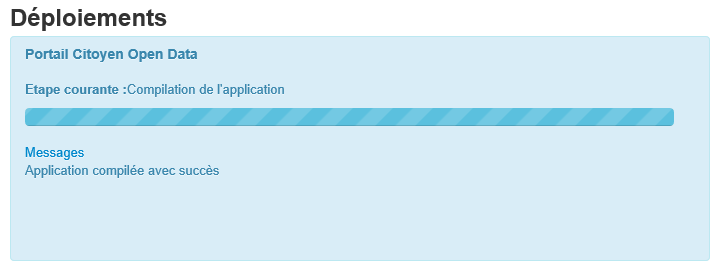 Déploiements
Portail Citoyen Open Data
Etape courante :Compilation de l'application
Messages
Application compilée avec succès